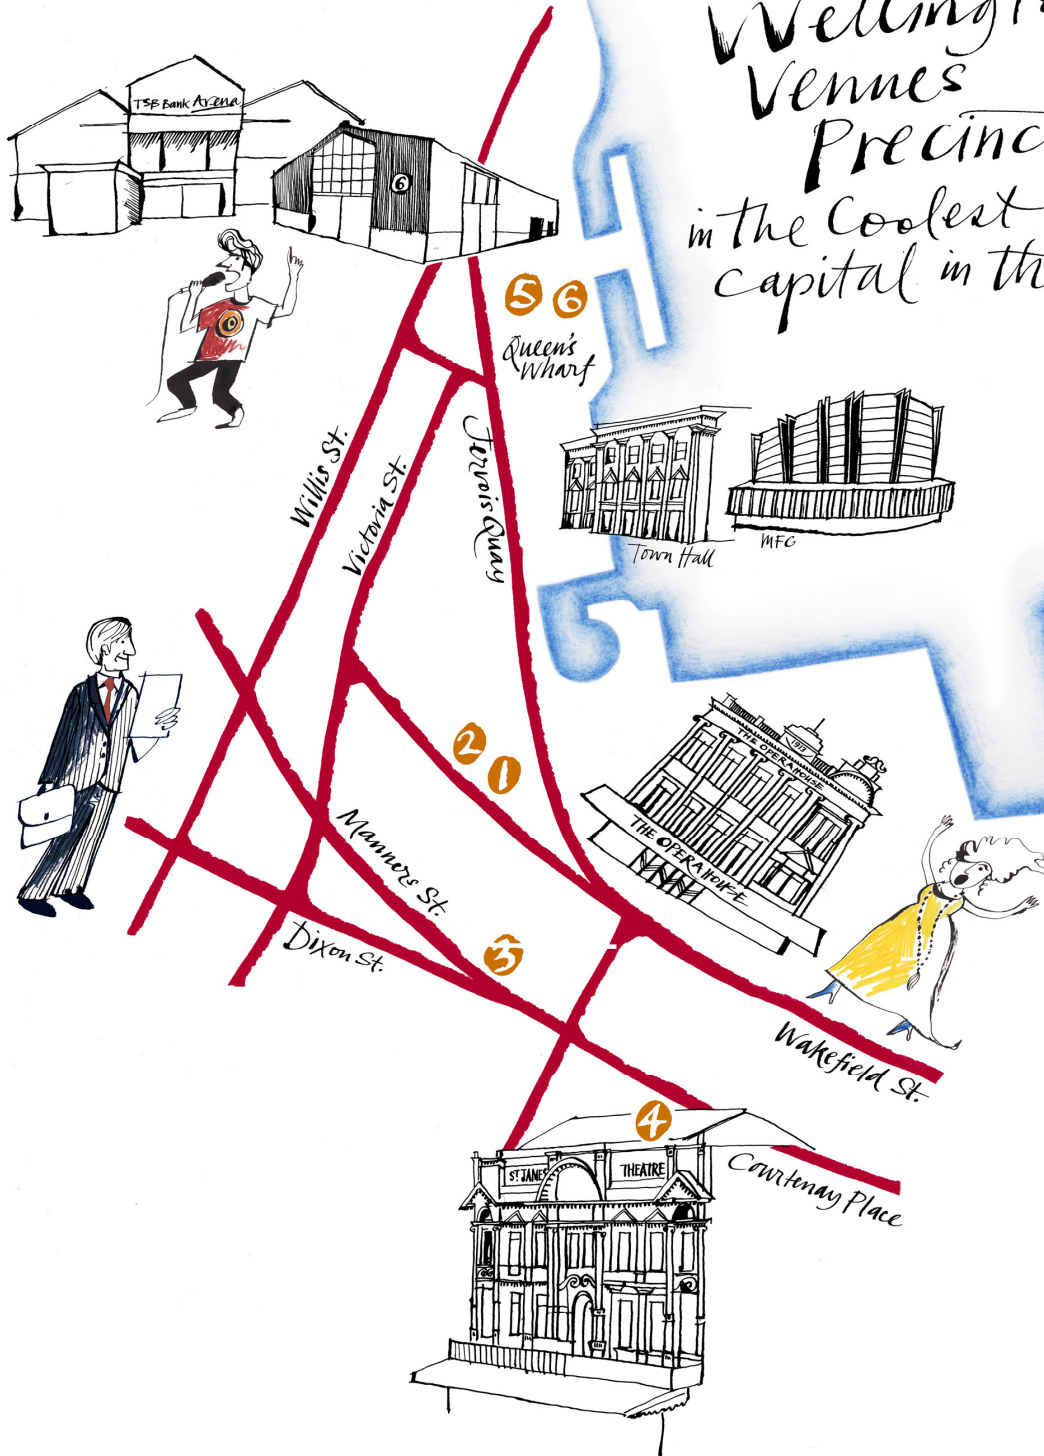 Welling
Venues
Precinc
in the Coolest
capital in th
TSB Bank Arena
6
5 6
Queen's
Wharf
Willis St.
Victoria St.
Jervois Quay
Town Hall
MFC
2 1
THE OPERA HOUSE
1913
THE OPERA HOUSE
Manners St.
Dixon St.
3
Wakefield St.
4
ST JAMES THEATRE
Courtenay Place